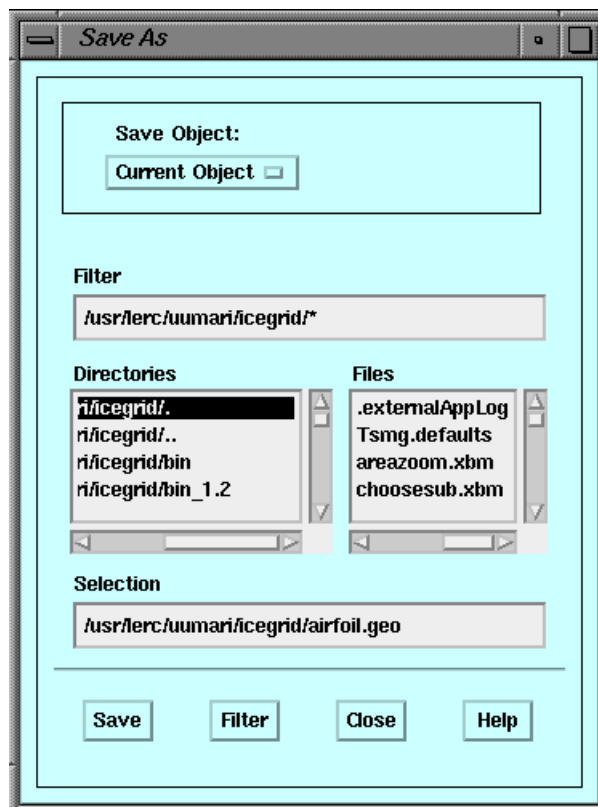 Save As
Save Object:
Current Object
Filter
/usr/lerc/uumari/icegrid/*
Directories
ri/icegrid/.
ri/icegrid/..
ri/icegrid/bin
ri/icegrid/bin_1.2
Files
.externalAppLog
Tsmg.defaults
areazoom.xbm
choosesub.xbm
Selection
/usr/lerc/uumari/icegrid/airfoil.geo
Save
Filter
Close
Help